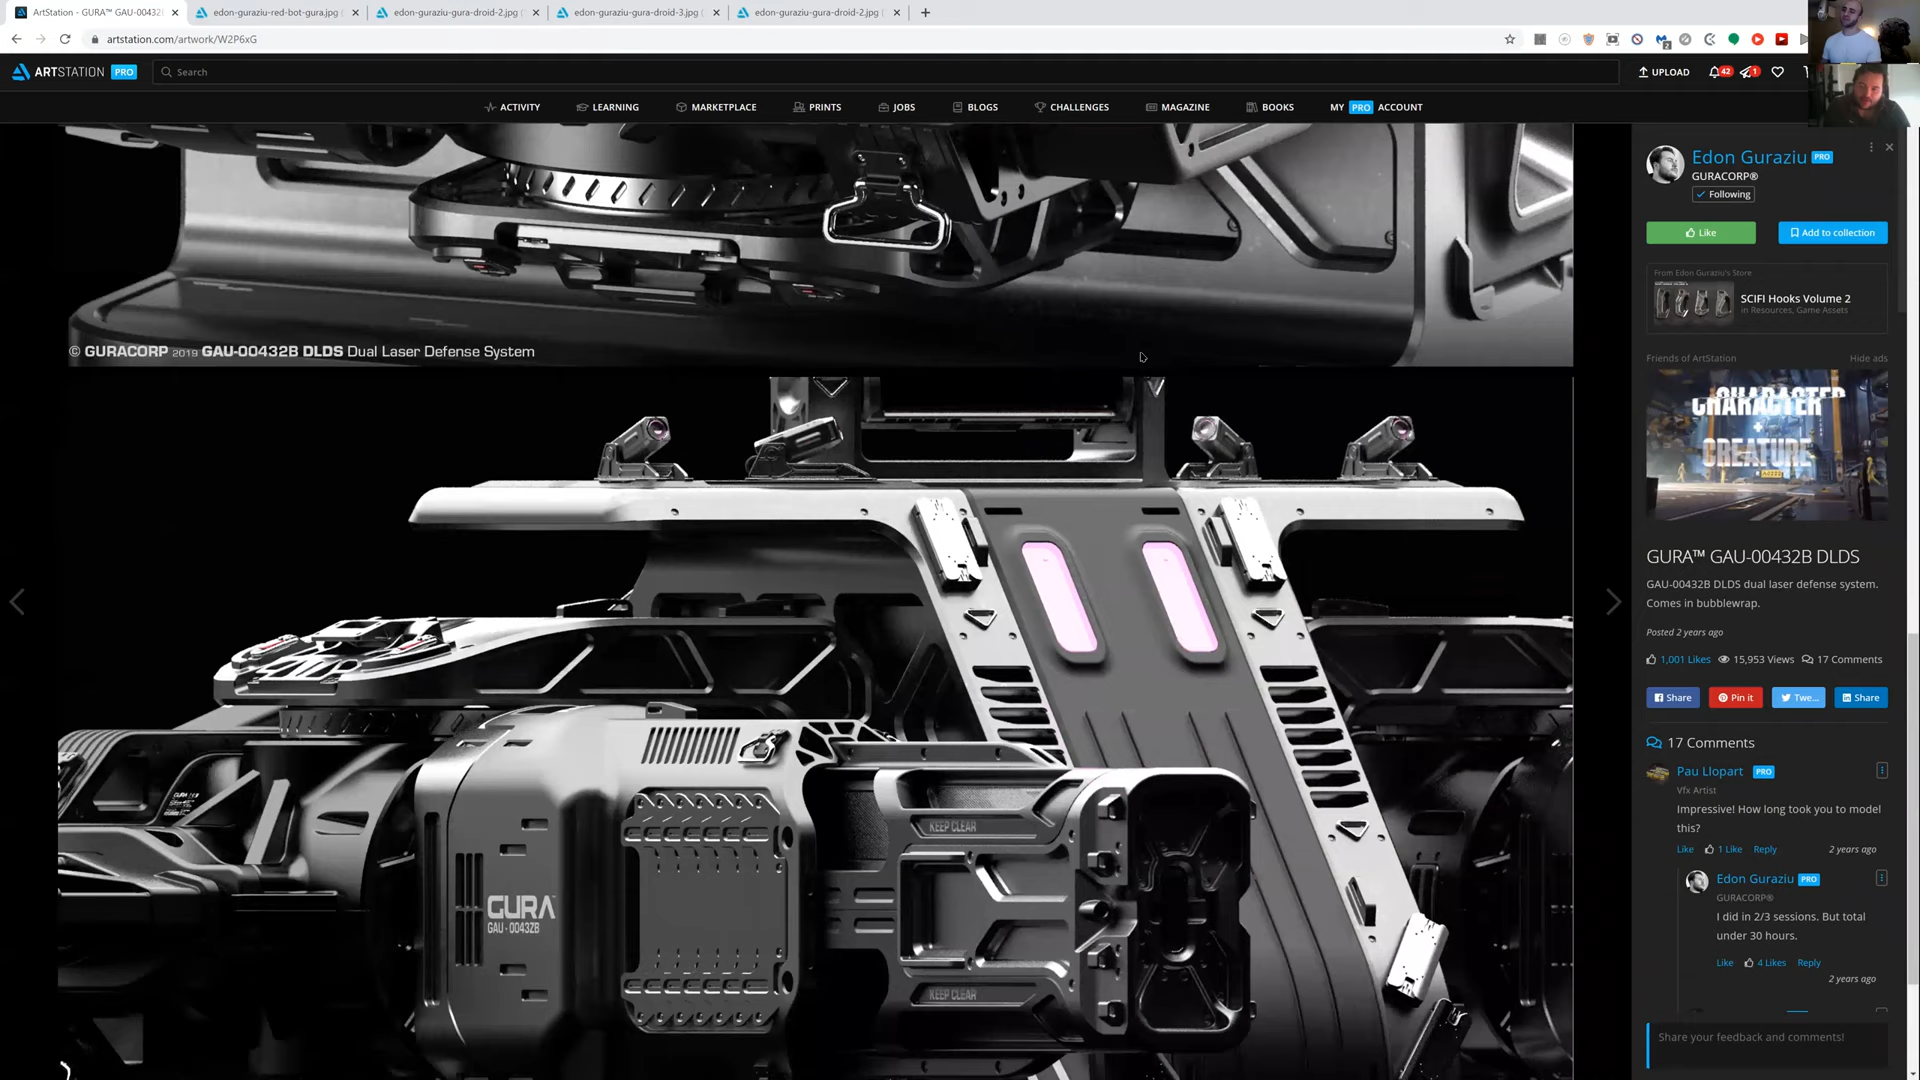 ArtStation - GURA™ GAU-00432
edon-guraziu-red-bot-gura.jpg
edon-guraziu-gura-droid-2.jpg
edon-guraziu-gura-droid-3.jpg
edon-guraziu-gura-droid-2.jpg
artstation.com/artwork/W2P6xG
2
ARTSTATION PRO
Search
UPLOAD
42
1
ACTIVITY
LEARNING
MARKETPLACE
PRINTS
JOBS
BLOGS
CHALLENGES
MAGAZINE
BOOKS
MY PRO ACCOUNT
© GURACORP 2019 GAU-00432B DLDS Dual Laser Defense System
KEEP CLEAR
GURA™
GAU - 00432B
KEEP CLEAR
Edon Guraziu PRO
GURACORP®
Following
Like
Add to collection
From Edon Guraziu's Store
SCIFI Hooks Volume 2
in Resources, Game Assets
Friends of ArtStation
Hide ads
CHARACTER
+
CREATURE
GURA™ GAU-00432B DLDS
GAU-00432B DLDS dual laser defense system.
Comes in bubblewrap.
Posted 2 years ago
1,001 Likes
15,953 Views
17 Comments
Share
Pin it
Twe...
Share
17 Comments
Pau Llopart PRO
Vfx Artist
Impressive! How long took you to model
this?
Like
1 Like
Reply
2 years ago
Edon Guraziu PRO
GURACORP®
I did in 2/3 sessions. But total
under 30 hours.
Like
4 Likes
Reply
2 years ago
Share your feedback and comments!